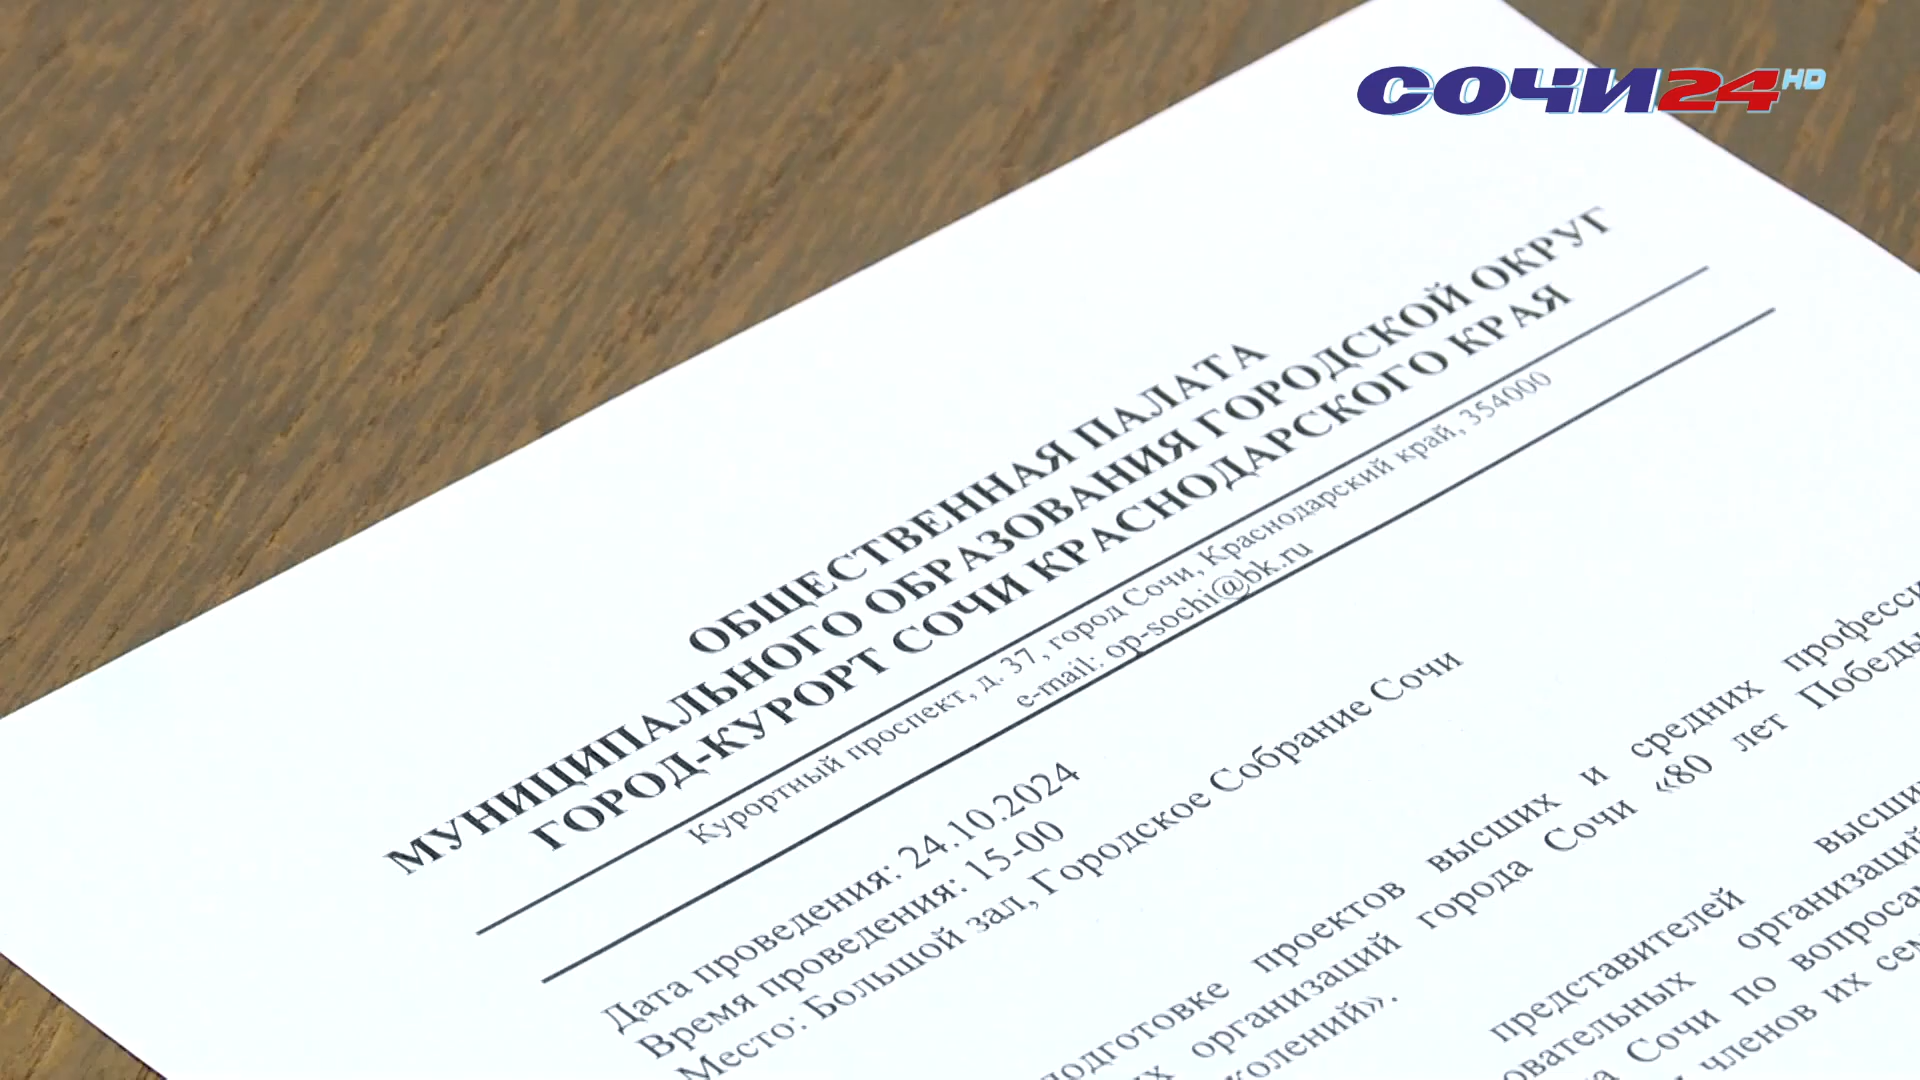 СОЧИ24 HD
ОБЩЕСТВЕННАЯ ПАЛАТА
МУНИЦИПАЛЬНОГО ОБРАЗОВАНИЯ ГОРОДСКОЙ ОКРУГ
ГОРОД-КУРОРТ СОЧИ КРАСНОДАРСКОГО КРАЯ
Курортный проспект, д. 37, город Сочи, Краснодарский край, 354000
e-mail: op-sochi@bk.ru
Дата проведения: 24.10.2024
Время проведения: 15-00
Место: Большой зал, Городское Собрание Сочи
подготовке проектов высших и средних професси
организаций города Сочи «80 лет Победы
колений».
представителей высши
овательных организаций
Сочи по вопроса
членов их сем